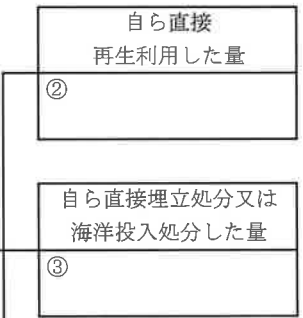 自ら直接
再生利用した量
②
自ら直接埋立処分又は
海洋投入処分した量
③